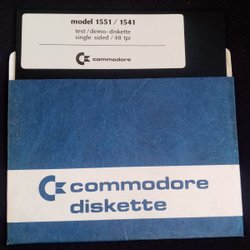 model 1551 / 1541
test / demo - diskette
single sided / 48 tpi
commodore
commodore
diskette